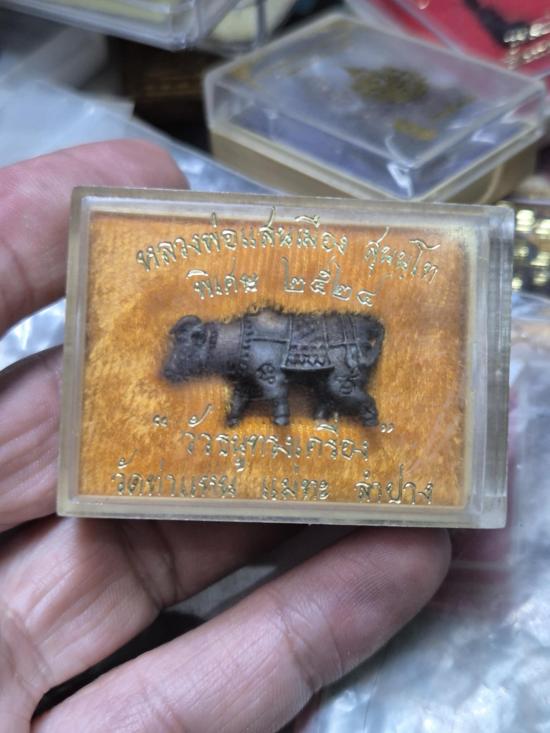 หลวงพ่อแสนเมือง สุนนฺโท
พิเศษ ๒๕๒๔
"วัวธนูทรงเครื่อง"
วัดท่าแหน แม่ทะ ลำปาง